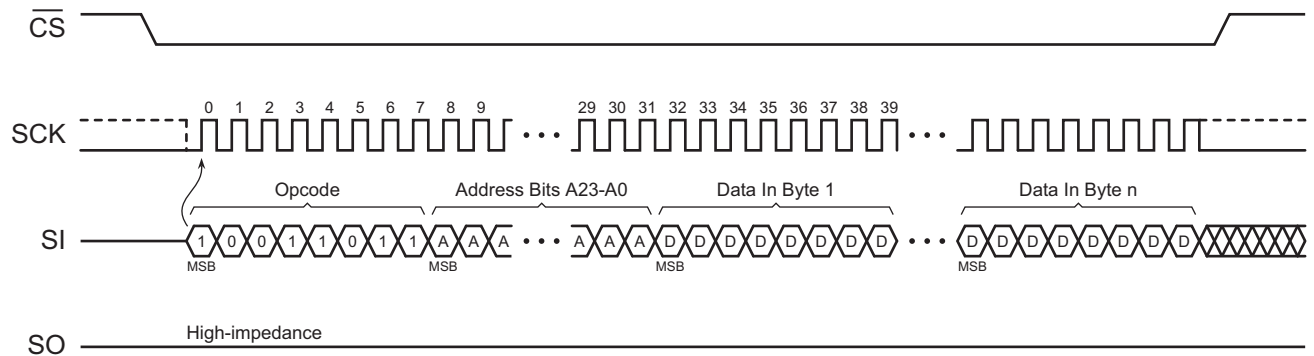 CS
0 1 2 3 4 5 6 7 8 9 29 30 31 32 33 34 35 36 37 38 39
SCK
Opcode Address Bits A23-A0 Data In Byte 1 Data In Byte n
SI 1 0 0 1 1 0 1 1 A A A A A A D D D D D D D D D D D D D D D D
MSB MSB MSB MSB
High-impedance
SO